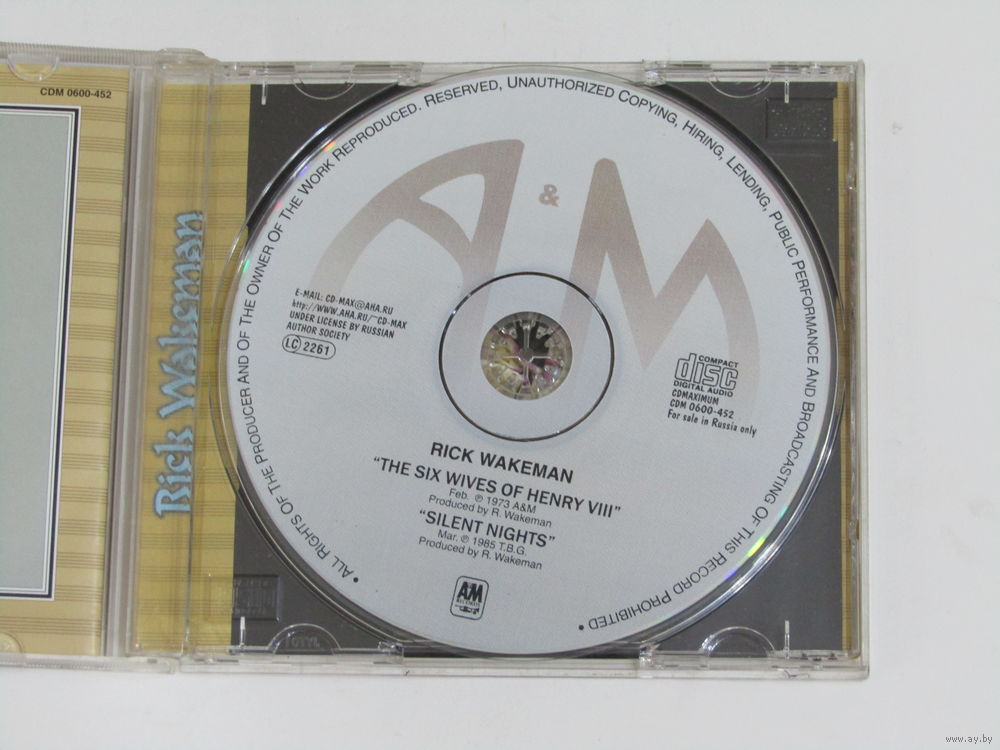 CDM 0600-452
Rick Wakeman
• ALL RIGHTS OF THE PRODUCER AND OF THE OWNER OF THE WORK REPRODUCED. RESERVED, UNAUTHORIZED COPYING, HIRING, LENDING, PUBLIC PERFORMANCE AND BROADCASTING OF THIS RECORD PROHIBITED •
A & M
E-MAIL: CD-MAX@AHA.RU
http://WWW.AHA.RU/~CD-MAX
UNDER LICENSE BY RUSSIAN
AUTHOR SOCIETY
LC 2261
COMPACT
disc
DIGITAL AUDIO
CDMAXIMUM
CDM 0600-452
For sale in Russia only
RICK WAKEMAN
"THE SIX WIVES OF HENRY VIII"
Feb. ℗ 1973 A&M
Produced by R. Wakeman
"SILENT NIGHTS"
Mar. ℗ 1985 T.B.G.
Produced by R. Wakeman
A&M
RECORDS
www.ay.by